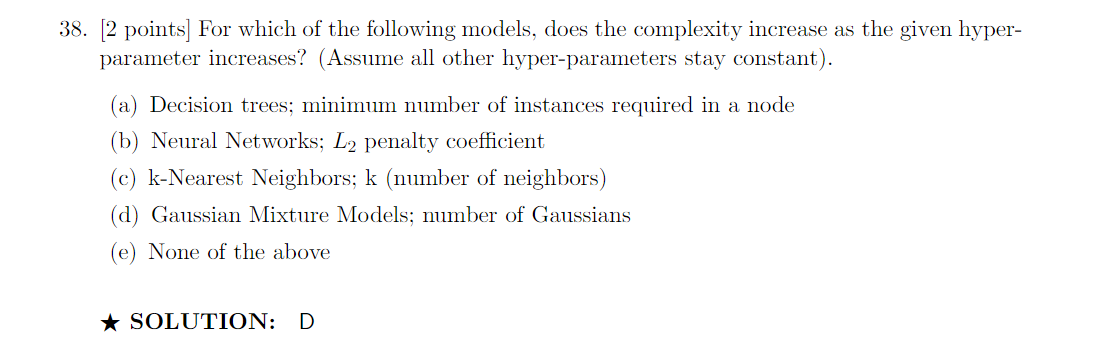 38. [2 points] For which of the following models, does the complexity increase as the given hyper-
parameter increases? (Assume all other hyper-parameters stay constant).
(a) Decision trees; minimum number of instances required in a node
(b) Neural Networks; L₂ penalty coefficient
(c) k-Nearest Neighbors; k (number of neighbors)
(d) Gaussian Mixture Models; number of Gaussians
(e) None of the above
★ SOLUTION: D